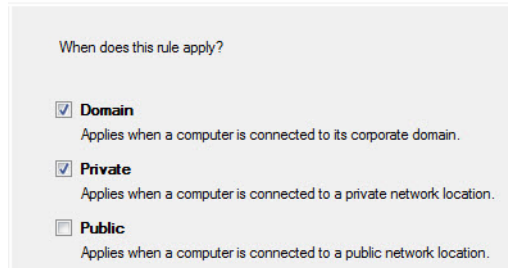 When does this rule apply?
Domain
Applies when a computer is connected to its corporate domain.
Private
Applies when a computer is connected to a private network location.
Public
Applies when a computer is connected to a public network location.